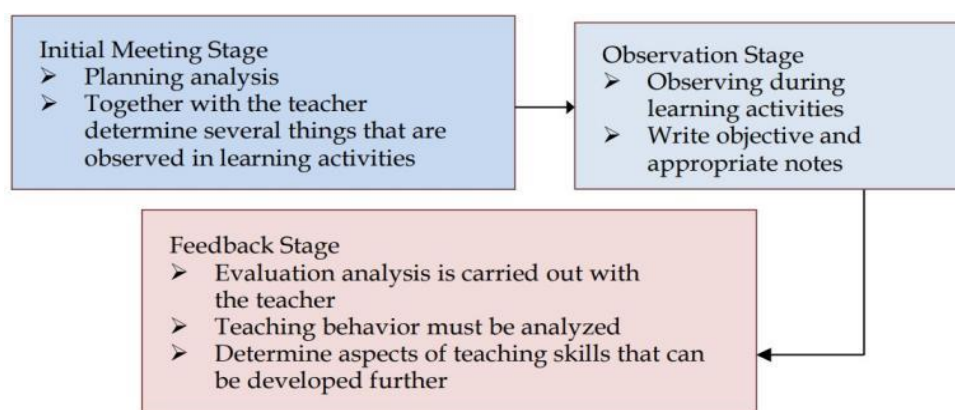 Initial Meeting Stage
➢ Planning analysis
➢ Together with the teacher
determine several things that are
observed in learning activities
Observation Stage
➢ Observing during
learning activities
➢ Write objective and
appropriate notes
Feedback Stage
➢ Evaluation analysis is carried out with
the teacher
➢ Teaching behavior must be analyzed
➢ Determine aspects of teaching skills that can
be developed further